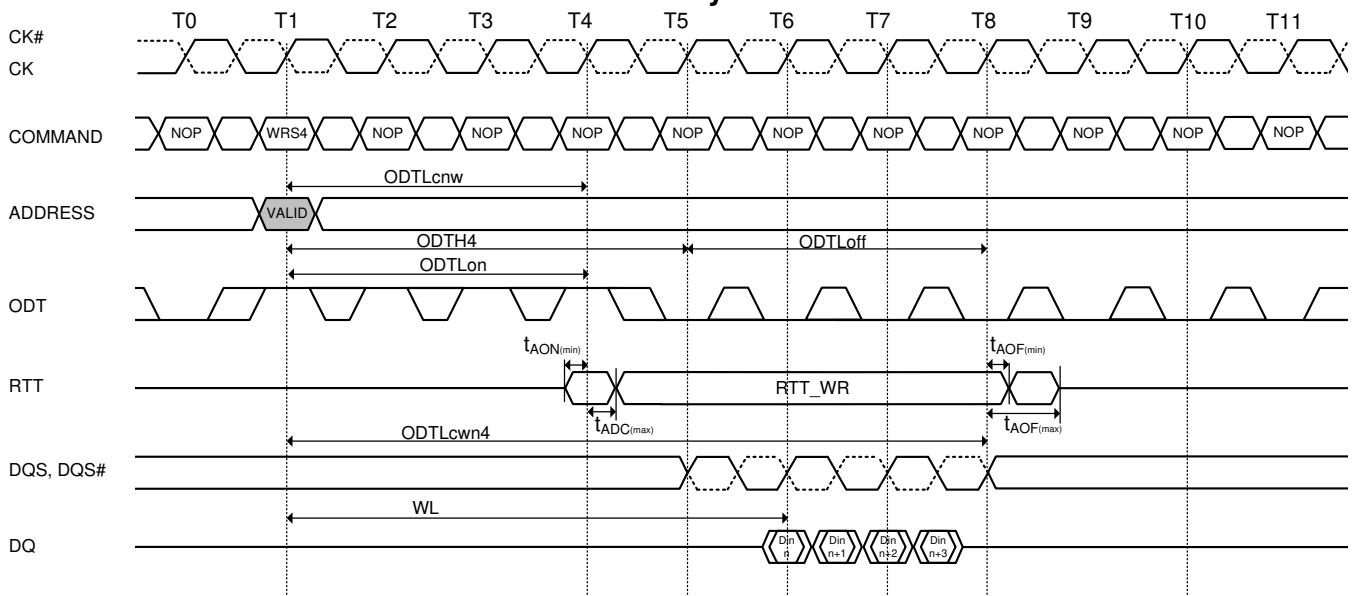 T0 T1 T2 T3 T4 T5 T6 T7 T8 T9 T10 T11
CK#
CK
COMMAND NOP WRS4 NOP NOP NOP NOP NOP NOP NOP NOP NOP NOP
ODTLcnw
ADDRESS VALID
ODTH4 ODTLoff
ODTLon
ODT
tAON(min) tAOF(min)
RTT RTT_WR
tADC(max) tAOF(max)
ODTLcwn4
DQS, DQS#
WL
DQ Din n Din n+1 Din n+2 Din n+3